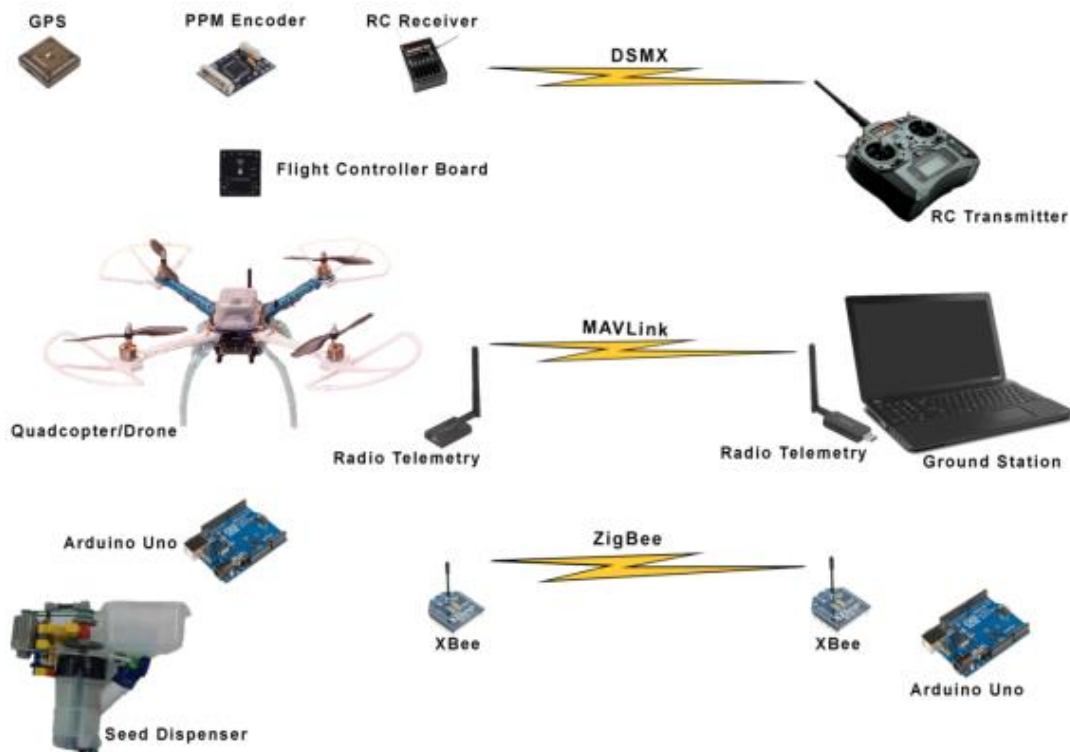 GPS
PPM Encoder
RC Receiver
DSMX
Flight Controller Board
RC Transmitter
MAVLink
Quadcopter/Drone
Radio Telemetry
Radio Telemetry
Ground Station
Arduino Uno
ZigBee
XBee
XBee
Arduino Uno
Seed Dispenser